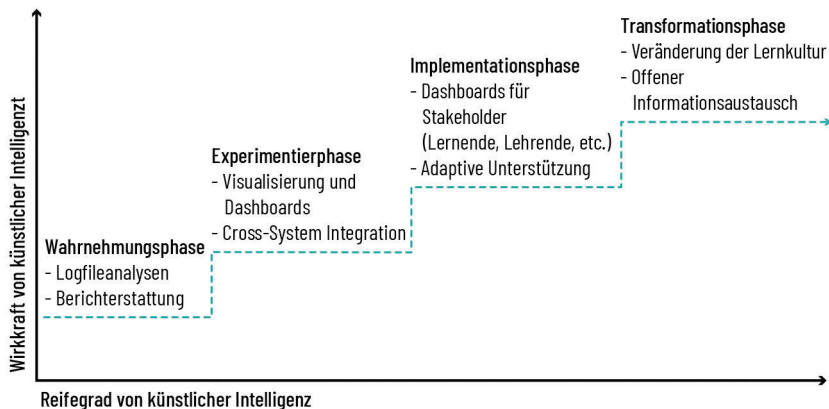 Wirkkraft von künstlicher Intelligenzt
Wahrnehmungsphase
- Logfileanalysen
- Berichterstattung
Experimentierphase
- Visualisierung und
Dashboards
- Cross-System Integration
Implementationsphase
- Dashboards für
Stakeholder
(Lernende, Lehrende, etc.)
- Adaptive Unterstützung
Transformationsphase
- Veränderung der Lernkultur
- Offener
Informationsaustausch
Reifegrad von künstlicher Intelligenz